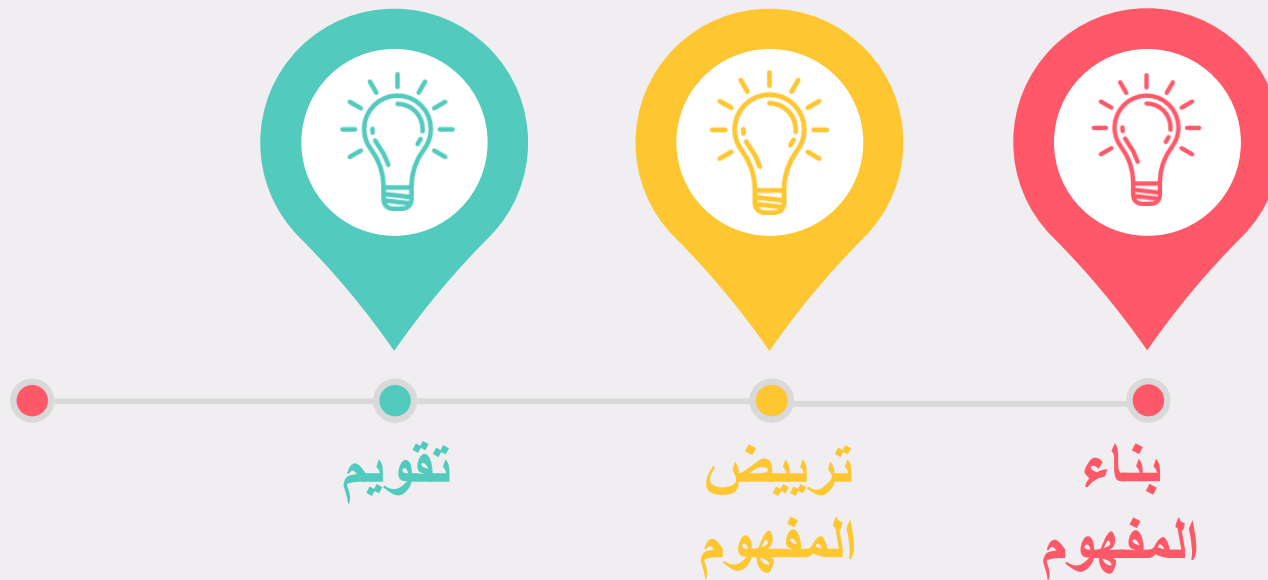 بناء
المفهوم
ترييض
المفهوم
تقويم